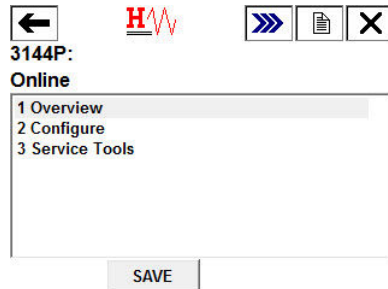 H
3144P:
Online
1 Overview
2 Configure
3 Service Tools
SAVE